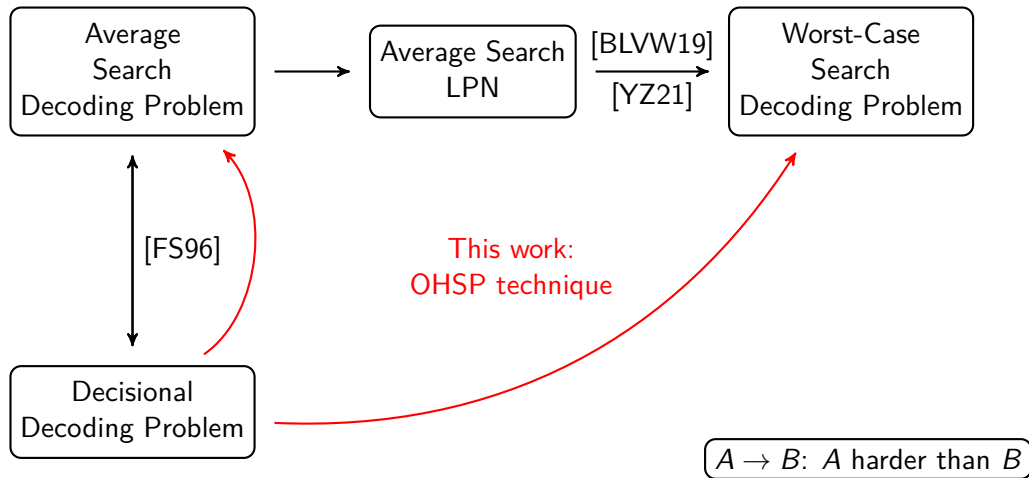 Average
Search
Decoding Problem
Average Search
LPN
[BLVW19]
[YZ21]
Worst-Case
Search
Decoding Problem
[FS96]
This work:
OHSP technique
Decisional
Decoding Problem
A → B: A harder than B